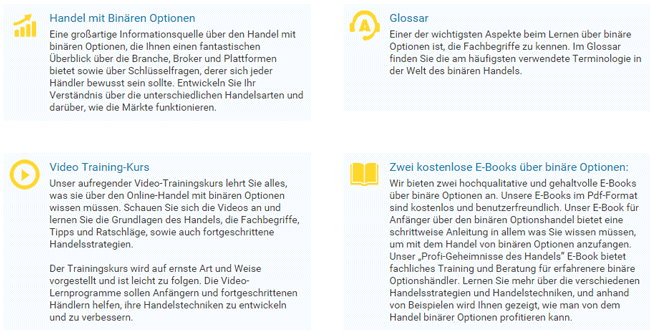 Handel mit Binären Optionen
Eine großartige Informationsquelle über den Handel mit
binären Optionen, die Ihnen einen fantastischen
Überblick über die Branche, Broker und Plattformen
bietet sowie über Schlüsselfragen, derer sich jeder
Händler bewusst sein sollte. Entwickeln Sie Ihr
Verständnis über die unterschiedlichen Handelsarten und
darüber, wie die Märkte funktionieren.
Glossar
Einer der wichtigsten Aspekte beim Lernen über binäre
Optionen ist, die Fachbegriffe zu kennen. Im Glossar
finden Sie die am häufigsten verwendete Terminologie in
der Welt des binären Handels.
Video Training-Kurs
Unser aufregender Video-Trainingskurs lehrt Sie alles,
was sie über den Online-Handel mit binären Optionen
wissen müssen. Schauen Sie sich die Videos an und
lernen Sie die Grundlagen des Handels, die Fachbegriffe,
Tipps und Ratschläge, sowie auch fortgeschrittene
Handelsstrategien.
Der Trainingskurs wird auf ernste Art und Weise
vorgestellt und ist leicht zu folgen. Die Video-
Lernprogramme sollen Anfängern und fortgeschrittenen
Händlern helfen, ihre Handelstechniken zu entwickeln
und zu verbessern.
Zwei kostenlose E-Books über binäre Optionen:
Wir bieten zwei hochqualitative und gehaltvolle E-Books
über binäre Optionen an. Unsere E-Books im Pdf-Format
sind kostenlos und benutzerfreundlich. Unser E-Book für
Anfänger über den binären Optionshandel bietet eine
schrittweise Anleitung in allem was Sie wissen müssen,
um mit dem Handel von binären Optionen anzufangen.
Unser „Profi-Geheimnisse des Handels" E-Book bietet
fachliches Training und Beratung für erfahrenere binäre
Optionshändler. Lernen Sie mehr über die verschiedenen
Handelsstrategien und Handelstechniken, und anhand
von Beispielen wird Ihnen gezeigt, wie man von dem
Handel binärer Optionen profitieren kann.